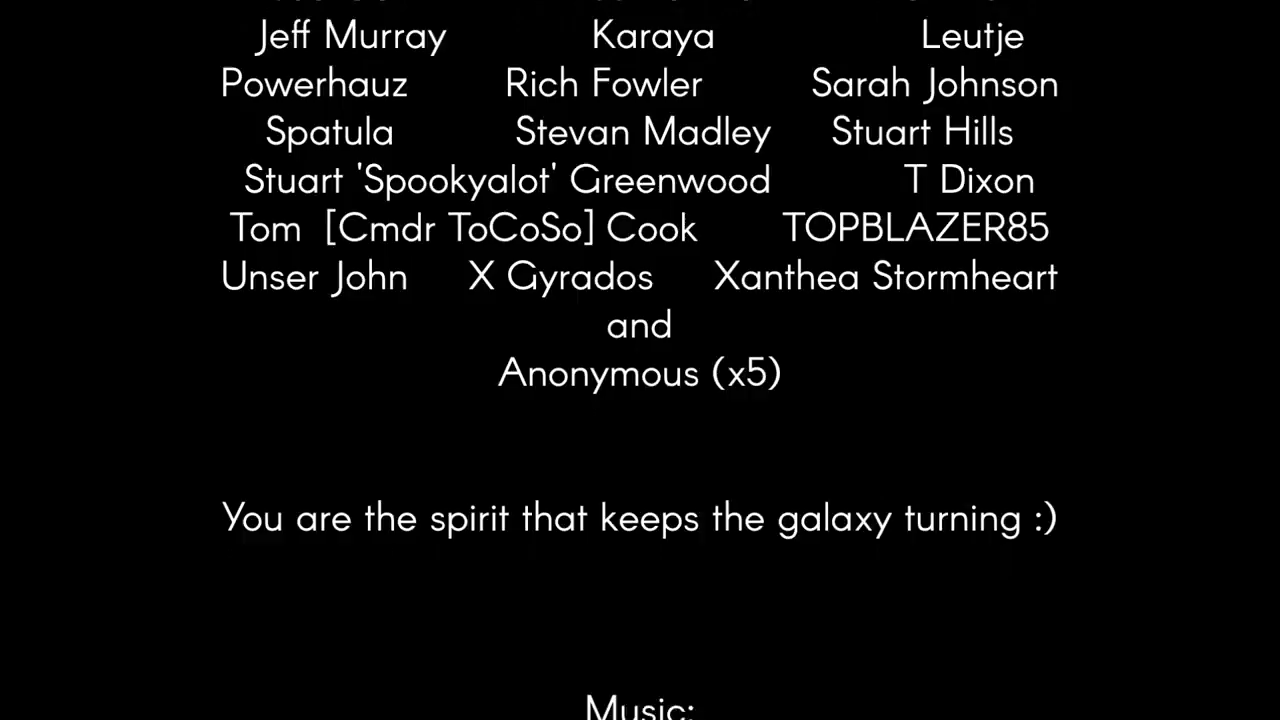 Jeff Murray Karaya Leutje
Powerhauz Rich Fowler Sarah Johnson
Spatula Stevan Madley Stuart Hills
Stuart 'Spookyalot' Greenwood T Dixon
Tom [Cmdr ToCoSo] Cook TOPBLAZER85
Unser John X Gyrados Xanthea Stormheart
and
Anonymous (x5)
You are the spirit that keeps the galaxy turning :)
Music: